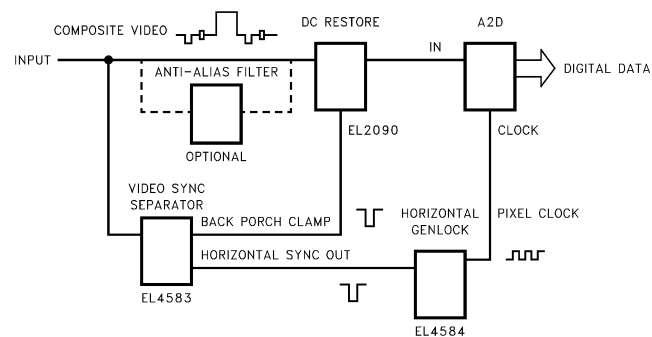 COMPOSITE VIDEO
DC RESTORE
A2D
INPUT
IN
ANTI-ALIAS FILTER
DIGITAL DATA
EL2090
CLOCK
OPTIONAL
VIDEO SYNC
SEPARATOR
BACK PORCH CLAMP
HORIZONTAL
GENLOCK
PIXEL CLOCK
HORIZONTAL SYNC OUT
EL4583
EL4584